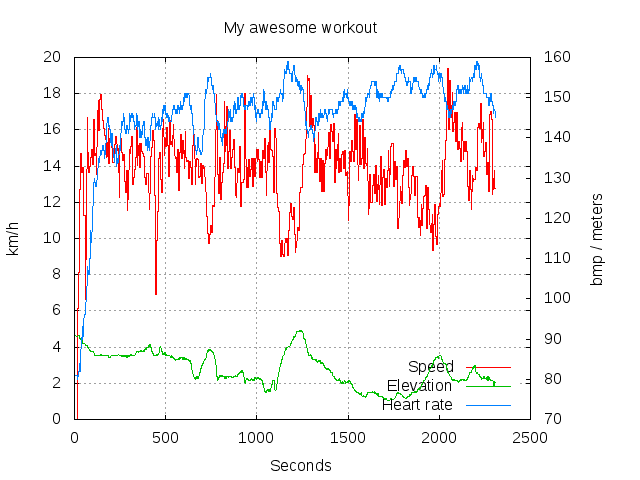 My awesome workout
20
18
16
14
12
10
8
6
4
2
0
km/h
160
150
140
130
120
110
100
90
80
70
bmp / meters
0 500 1000 1500 2000 2500
Seconds
Speed
Elevation
Heart rate